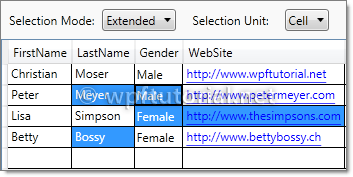 Selection Mode: Extended Selection Unit: Cell
FirstName LastName Gender WebSite
Christian Moser Male http://www.wpftutorial.net
Peter Meyer Male http://www.petermeyer.com
© wpftutorial.net
Lisa Simpson Female http://www.thesimpsons.com
Betty Bossy Female http://www.bettybossy.ch